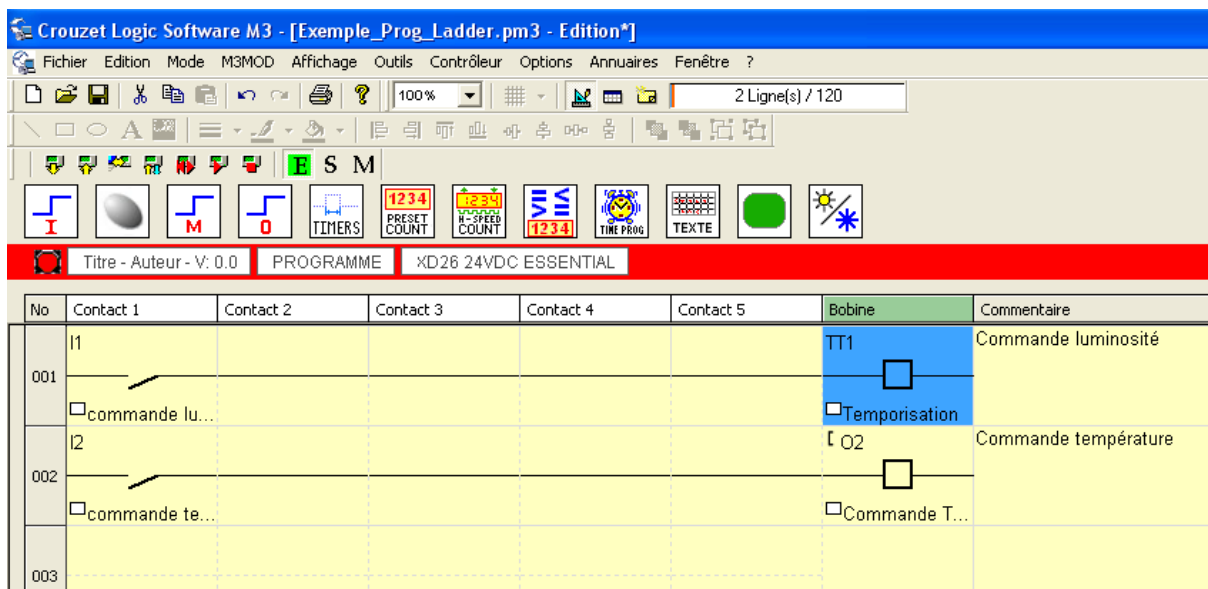 Crouzet Logic Software M3 - [Exemple_Prog_Ladder.pm3 - Edition*]
Fichier Edition Mode M3MOD Affichage Outils Contrôleur Options Annuaires Fenêtre ?
100% 2 Ligne(s) / 120
A
E S M
I M O TIMERS 1234 PRESET COUNT 1234 H-SPEED COUNT 1234 TIME PROG TEXTE
Titre - Auteur - V: 0.0 PROGRAMME XD26 24VDC ESSENTIAL
No Contact 1 Contact 2 Contact 3 Contact 4 Contact 5 Bobine Commentaire
I1 TT1 Commande luminosité
001
commande lu... Temporisation
I2 [ O2 Commande température
002
commande te... Commande T...
003